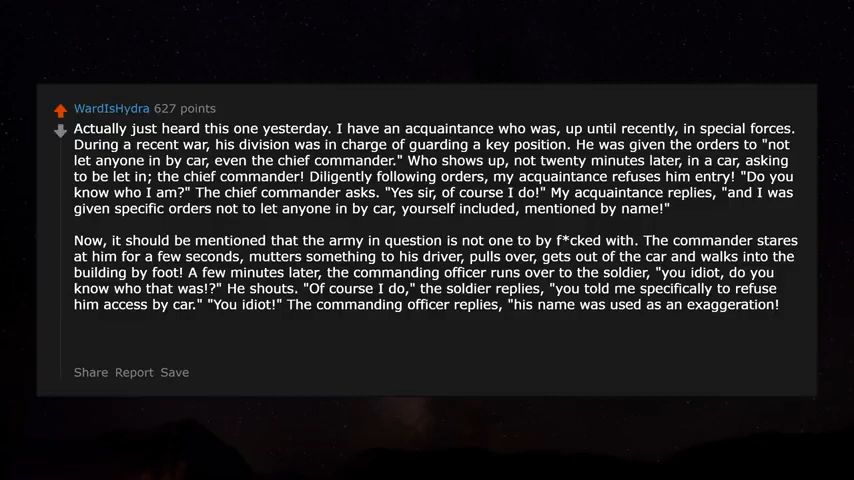 WardIsHydra 627 points
Actually just heard this one yesterday. I have an acquaintance who was, up until recently, in special forces.
During a recent war, his division was in charge of guarding a key position. He was given the orders to "not
let anyone in by car, even the chief commander." Who shows up, not twenty minutes later, in a car, asking
to be let in; the chief commander! Diligently following orders, my acquaintance refuses him entry! "Do you
know who I am?" The chief commander asks. "Yes sir, of course I do!" My acquaintance replies, "and I was
given specific orders not to let anyone in by car, yourself included, mentioned by name!"
Now, it should be mentioned that the army in question is not one to by f*cked with. The commander stares
at him for a few seconds, mutters something to his driver, pulls over, gets out of the car and walks into the
building by foot! A few minutes later, the commanding officer runs over to the soldier, "you idiot, do you
know who that was!?" He shouts. "Of course I do," the soldier replies, "you told me specifically to refuse
him access by car." "You idiot!" The commanding officer replies, "his name was used as an exaggeration!
Share Report Save